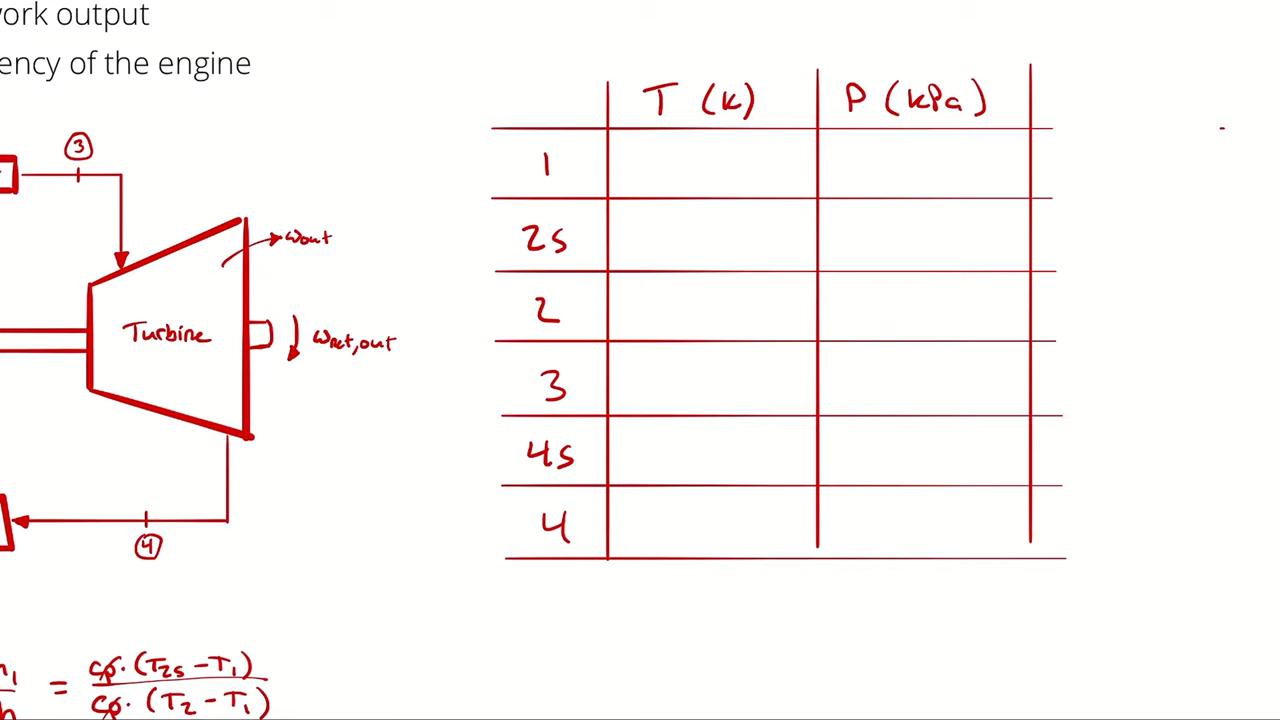 work output
ency of the engine
3
wout
Turbine
wnet,out
4
T (K) P (kPa)
1
2s
2
3
4s
4
= cp·(T2s-T1)
cp·(T2-T1)